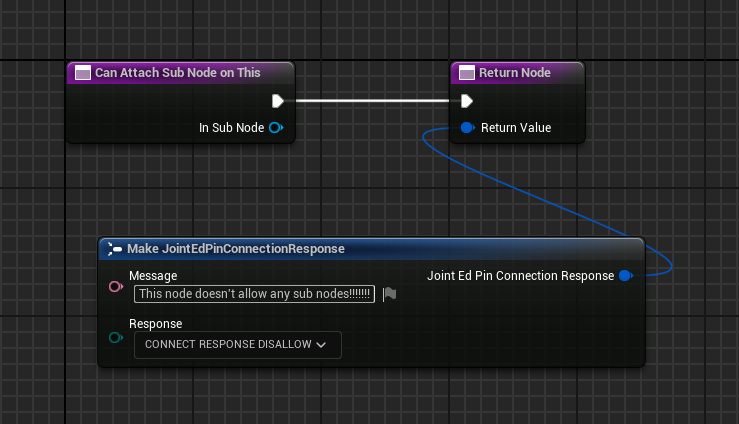 Can Attach Sub Node on This
Return Node
In Sub Node
Return Value
Make JointEdPinConnectionResponse
Message
Joint Ed Pin Connection Response
This node doesn't allow any sub nodes!!!!!!!
Response
CONNECT RESPONSE DISALLOW